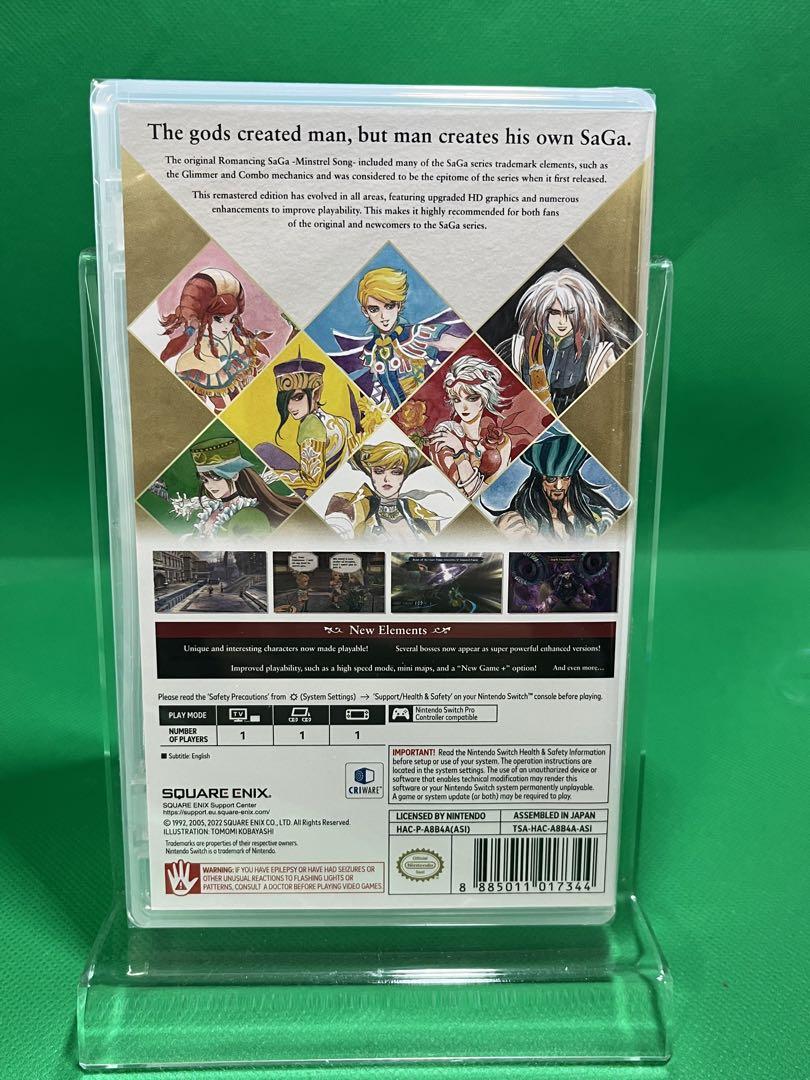 The gods created man, but man creates his own SaGa.
The original Romancing SaGa -Minstrel Song- included many of the SaGa series trademark elements, such as
the Glimmer and Combo mechanics and was considered to be the epitome of the series when it first released.
This remastered edition has evolved in all areas, featuring upgraded HD graphics and numerous
enhancements to improve playability. This makes it highly recommended for both fans
of the original and newcomers to the SaGa series.
New Elements
Unique and interesting characters now made playable!
Several bosses now appear as super powerful enhanced versions!
Improved playability, such as a high speed mode, mini maps, and a “New Game +” option!
And even more...
Please read the 'Safety Precautions' from (System Settings) → 'Support/Health & Safety' on your Nintendo Switch™ console before playing.
PLAY MODE
TV
Nintendo Switch Pro
Controller compatible
NUMBER
OF PLAYERS
1
1
1
■ Subtitle: English
IMPORTANT! Read the Nintendo Switch Health & Safety Information
before setup or use of your system. The operation instructions are
located in the system settings. The use of an unauthorized device or
software that enables technical modification may render this
software or your Nintendo Switch system permanently unplayable.
A game or system update (or both) may be required to play.
CRIWARE™
SQUARE ENIX®
SQUARE ENIX Support Center
https://support.eu.square-enix.com/
© 1992, 2005, 2022 SQUARE ENIX CO., LTD. All Rights Reserved.
ILLUSTRATION: TOMOMI KOBAYASHI
Trademarks are properties of their respective owners.
Nintendo Switch is a trademark of Nintendo.
LICENSED BY NINTENDO
ASSEMBLED IN JAPAN
HAC-P-A8B4A(ASI)
TSA-HAC-A8B4A-ASI
WARNING: IF YOU HAVE EPILEPSY OR HAVE HAD SEIZURES OR
OTHER UNUSUAL REACTIONS TO FLASHING LIGHTS OR
PATTERNS, CONSULT A DOCTOR BEFORE PLAYING VIDEO GAMES.
Official
Nintendo
Seal
8 885011 017344